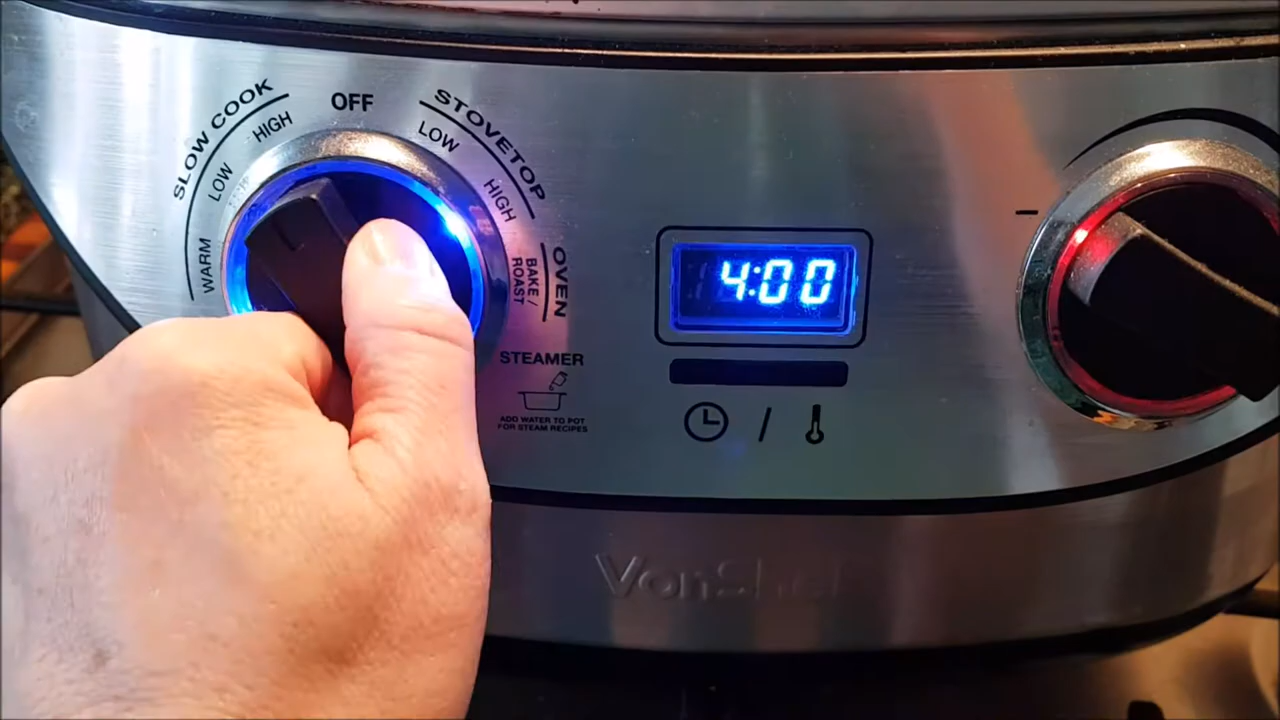 SLOW COOK
WARM
LOW
HIGH
OFF
STOVETOP
LOW
HIGH
OVEN
BAKE /
ROAST
STEAMER
ADD WATER TO POT
FOR STEAM RECIPES
4:00
/
−
VonShef